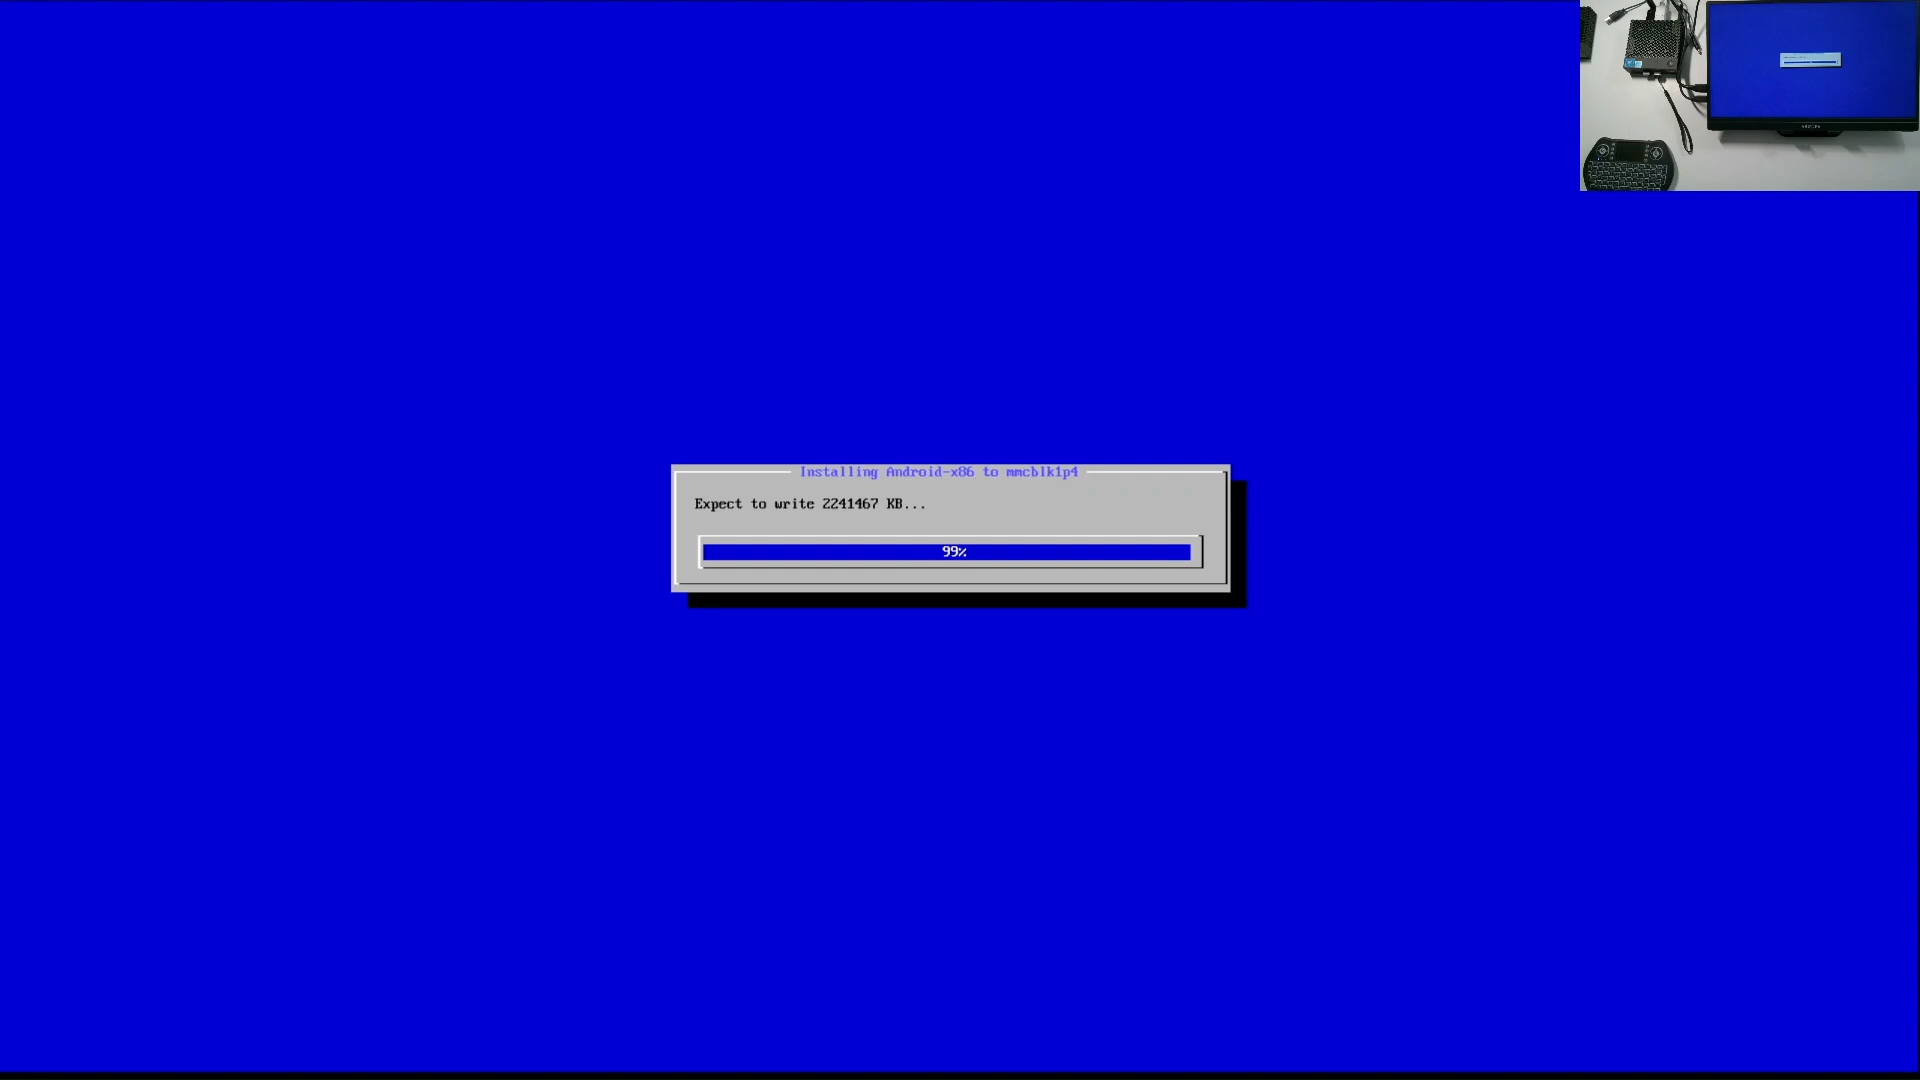 Installing Android-x86 to mmcblk1p4
Expect to write 2241467 KB...
99%